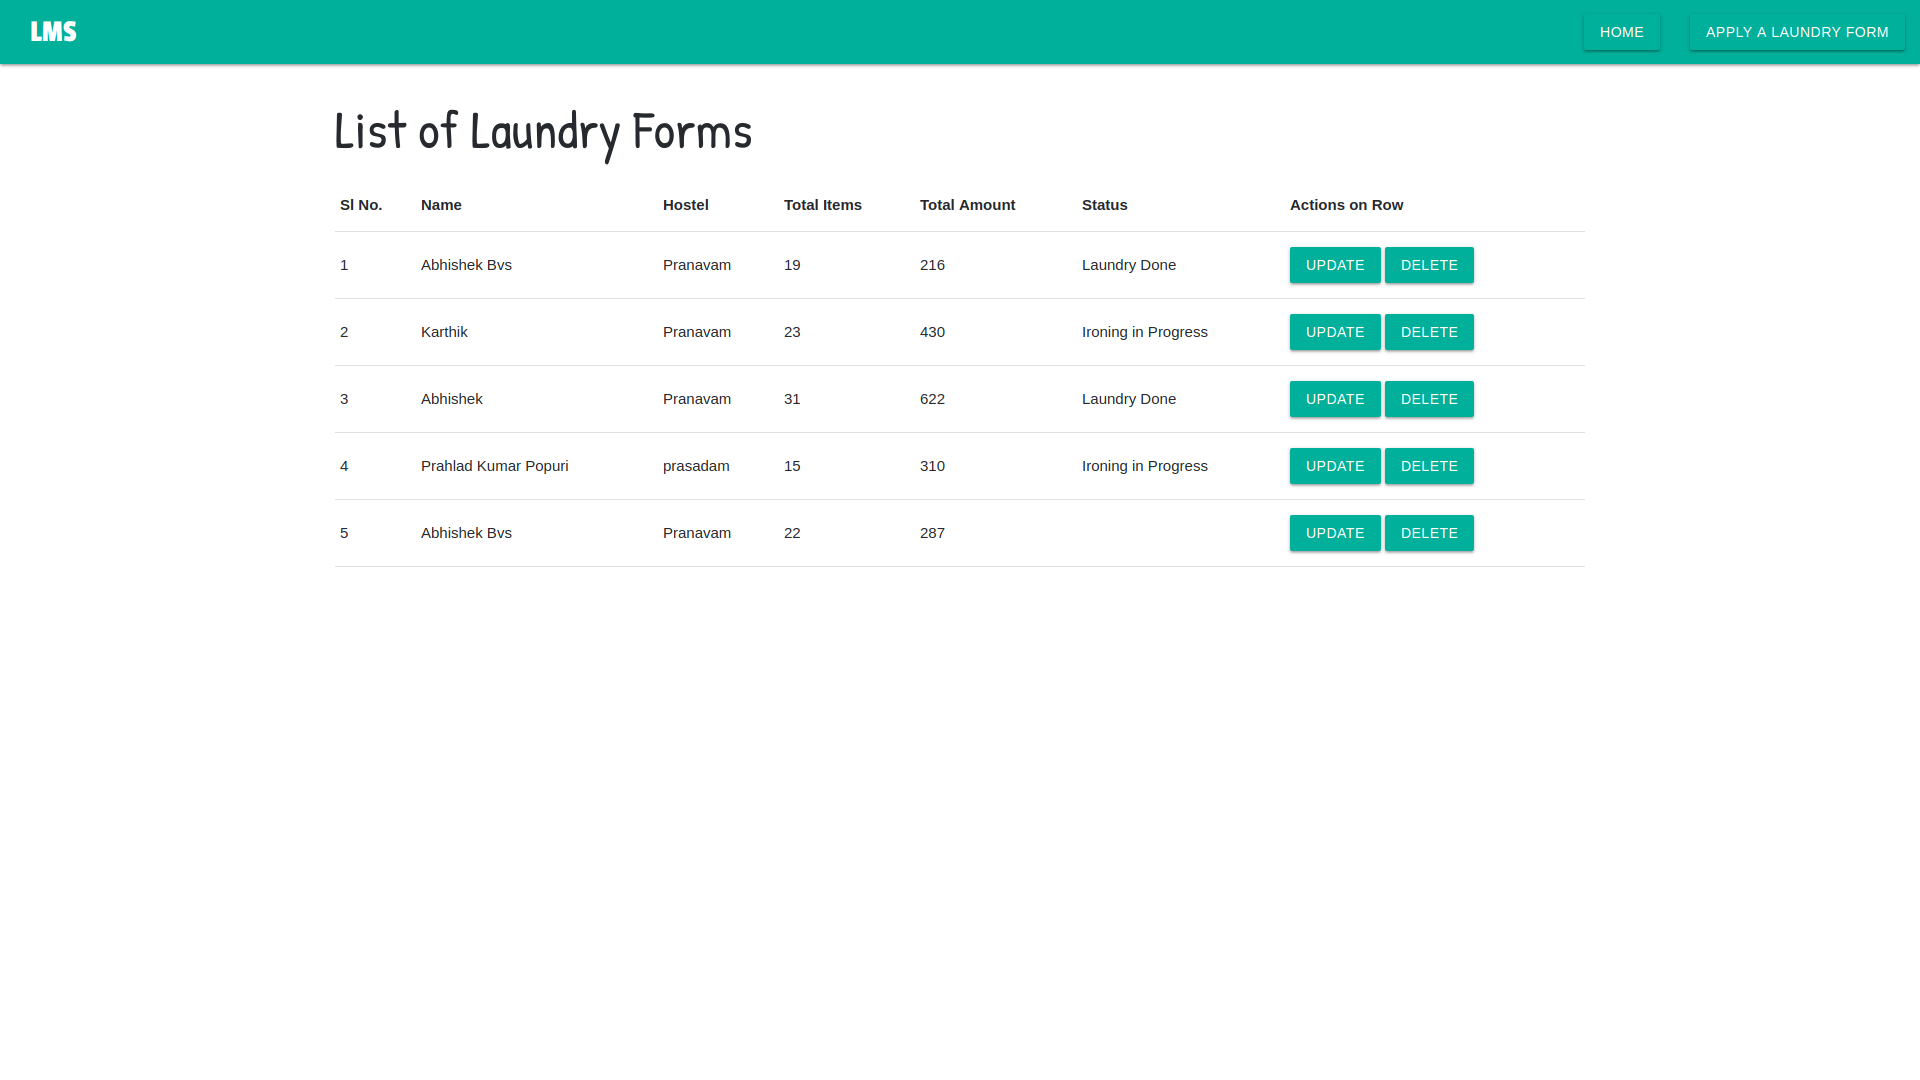 LMS HOME APPLY A LAUNDRY FORM
List of Laundry Forms
Sl No. Name Hostel Total Items Total Amount Status Actions on Row
1 Abhishek Bvs Pranavam 19 216 Laundry Done UPDATE DELETE
2 Karthik Pranavam 23 430 Ironing in Progress UPDATE DELETE
3 Abhishek Pranavam 31 622 Laundry Done UPDATE DELETE
4 Prahlad Kumar Popuri prasadam 15 310 Ironing in Progress UPDATE DELETE
5 Abhishek Bvs Pranavam 22 287 UPDATE DELETE